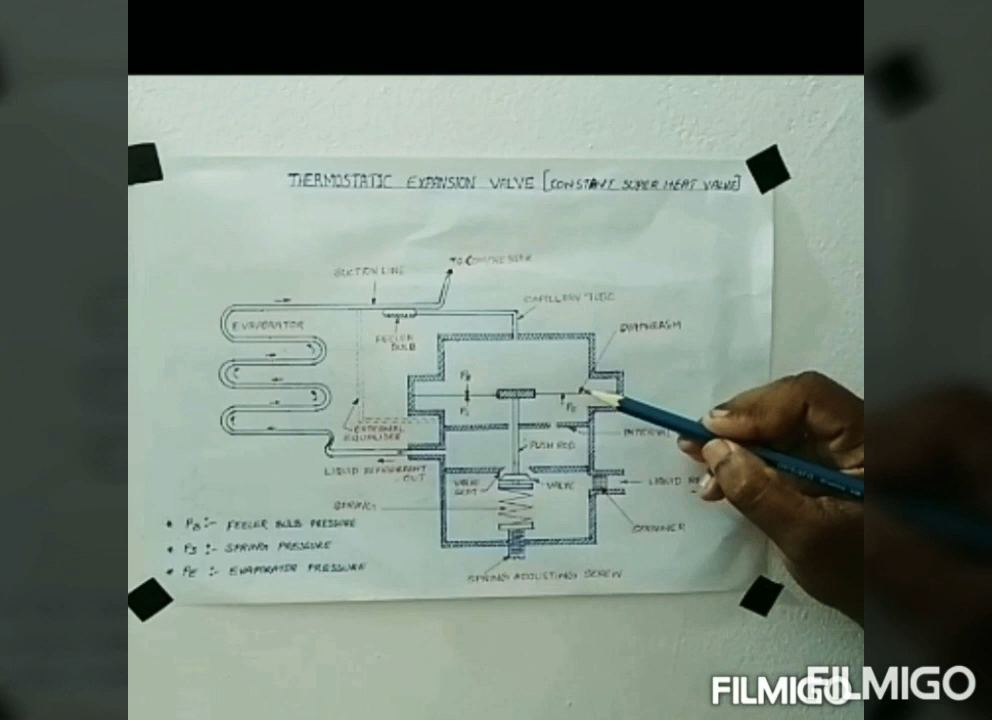 THERMOSTATIC EXPANSION VALVE [CONSTANT SUPER HEAT VALVE]
TO COMPRESSOR
SUCTION LINE
CAPILLARY TUBE
EVAPORATOR
DIAPHRAGM
FEELER
BULB
PB
PS
PE
EXTERNAL
EQUALISER
INTERNAL
PUSH ROD
LIQUID REFRIGERANT
OUT
VALVE
SEAT
VALVE
LIQUID
SPRING
STRAINER
• PB :- FEELER BULB PRESSURE
• PS :- SPRING PRESSURE
• PE :- EVAPORATOR PRESSURE
SPRING ADJUSTING SCREW
FILMIGO
FILMIGO